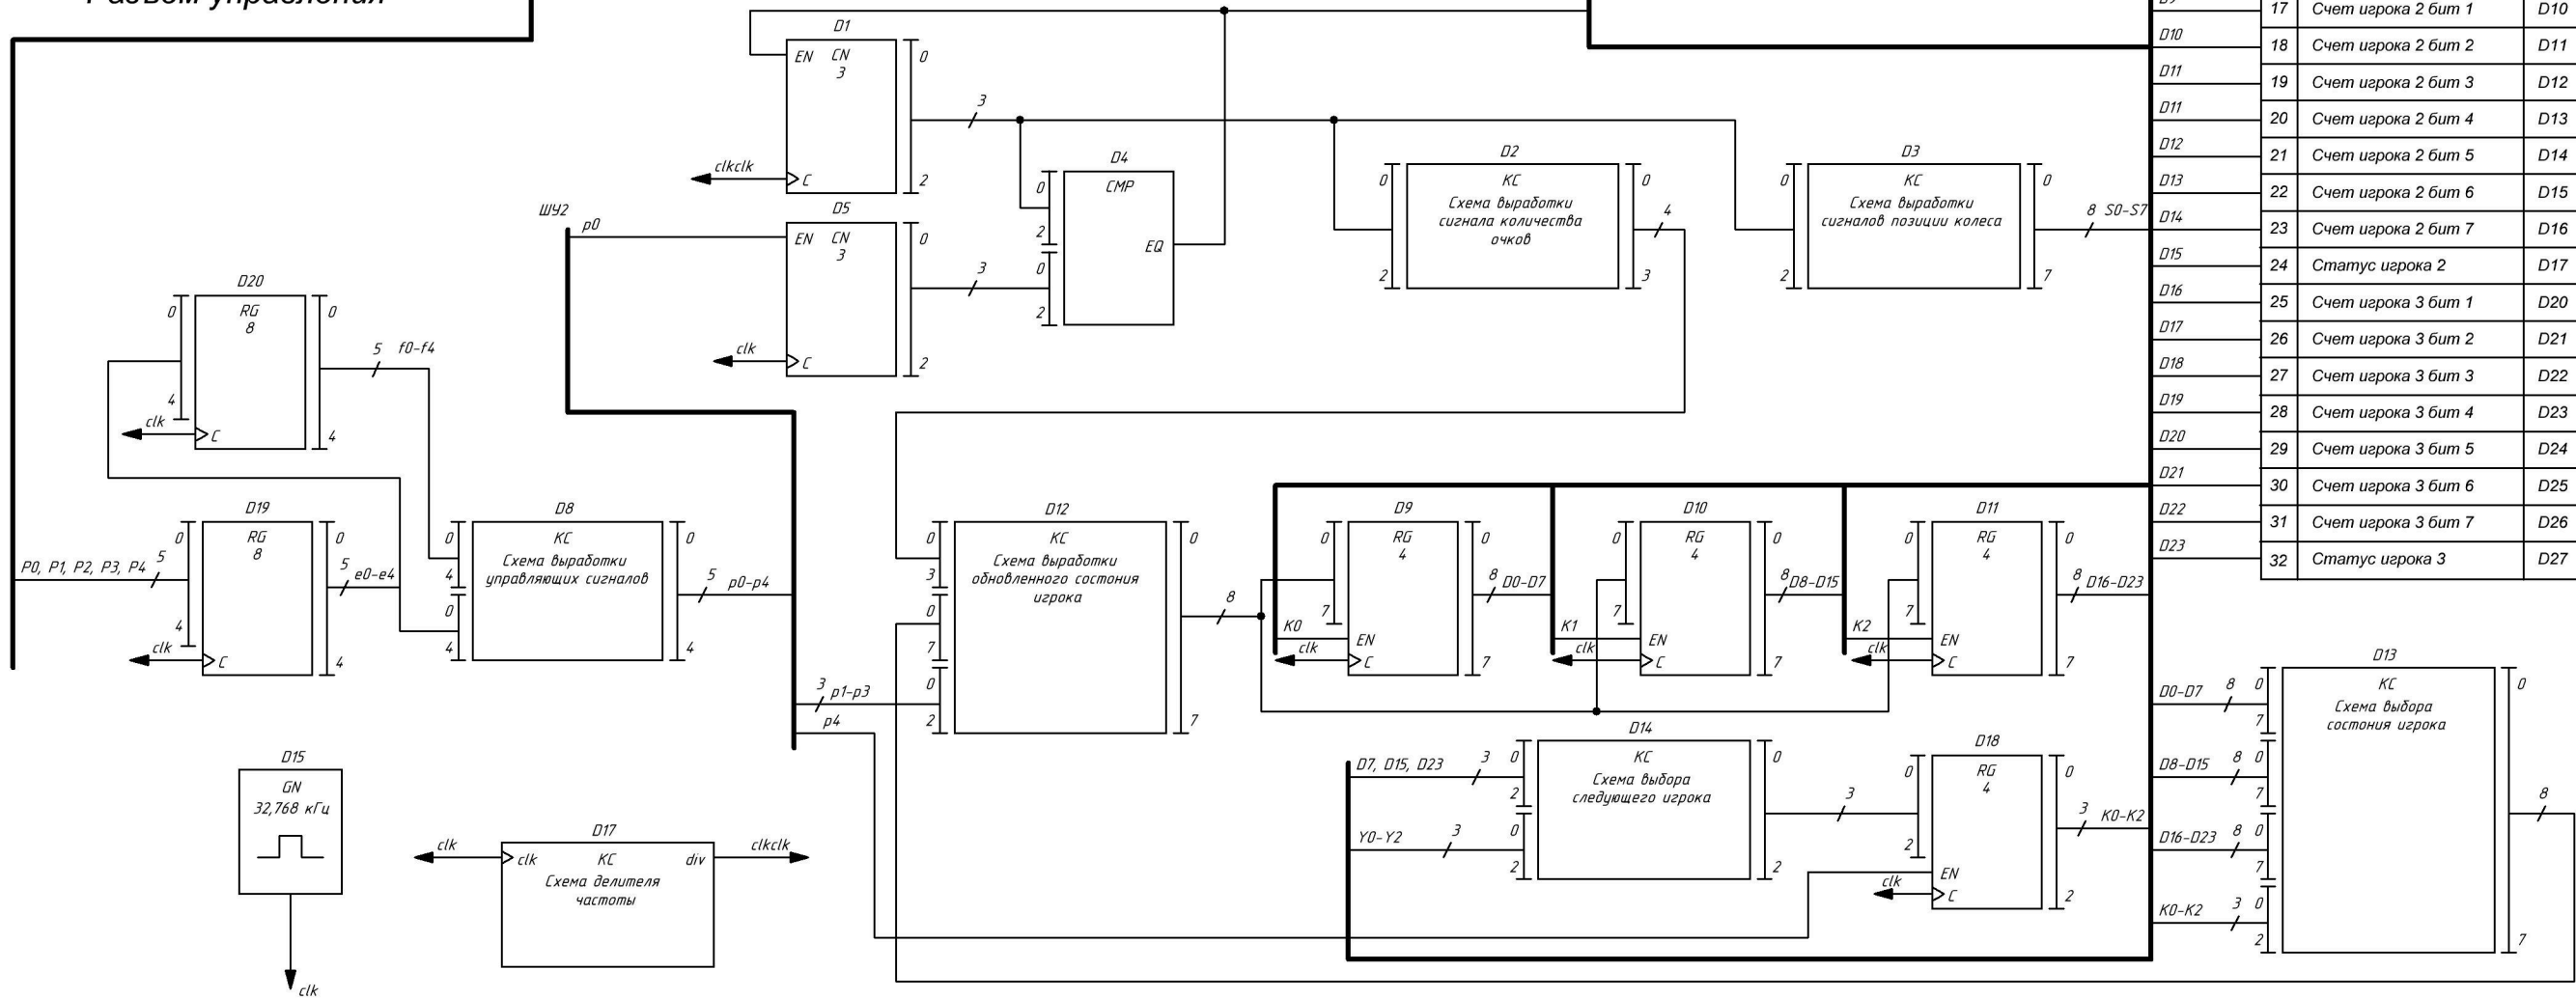 Разъем управления
D1
EN CN
3
0
2
C
clkclk
3
D5
EN CN
3
0
2
C
clk
3
ШУ2
p0
D4
CMP
0
2
0
2
EQ
D2
КС
Схема выработки
сигнала количества
очков
0
2
0
3
4
D3
КС
Схема выработки
сигналов позиции колеса
0
2
0
7
8 S0-S7
D20
RG
8
0
4
0
4
C
clk
5 f0-f4
D19
RG
8
0
4
0
4
C
clk
P0, P1, P2, P3, P4 5
5 e0-e4
D8
КС
Схема выработки
управляющих сигналов
0
4
0
4
0
4
5 p0-p4
3 p1-p3
p4
D12
КС
Схема выработки
обновленного состония
игрока
0
3
0
7
0
2
0
7
8
D9
RG
4
0
7
0
7
EN
C
K0
clk
8 D0-D7
D10
RG
4
0
7
0
7
EN
C
K1
clk
8 D8-D15
D11
RG
4
0
7
0
7
EN
C
K2
clk
8 D16-D23
D14
КС
Схема выбора
следующего игрока
D7, D15, D23 3
0
2
Y0-Y2 3
0
2
0
2
3
D18
RG
4
0
2
0
2
EN
C
clk
3 K0-K2
D13
КС
Схема выбора
состония игрока
D0-D7 8 0
7
D8-D15 8 0
7
D16-D23 8 0
7
K0-K2 3 0
2
0
7
8
D15
GN
32,768 кГц
clk
D17
clk clk КС div clkclk
Схема делителя
частоты
17 Счет игрока 2 бит 1 D10
D10
18 Счет игрока 2 бит 2 D11
D11
19 Счет игрока 2 бит 3 D12
D11
20 Счет игрока 2 бит 4 D13
D12
21 Счет игрока 2 бит 5 D14
D13
22 Счет игрока 2 бит 6 D15
D14
23 Счет игрока 2 бит 7 D16
D15
24 Статус игрока 2 D17
D16
25 Счет игрока 3 бит 1 D20
D17
26 Счет игрока 3 бит 2 D21
D18
27 Счет игрока 3 бит 3 D22
D19
28 Счет игрока 3 бит 4 D23
D20
29 Счет игрока 3 бит 5 D24
D21
30 Счет игрока 3 бит 6 D25
D22
31 Счет игрока 3 бит 7 D26
D23
32 Статус игрока 3 D27